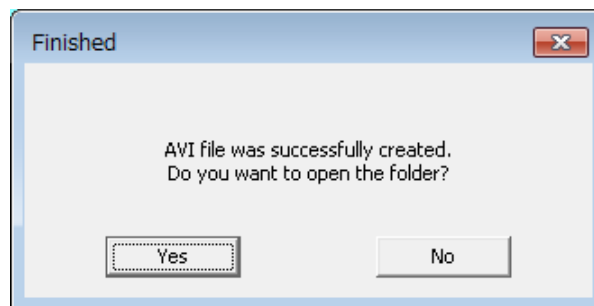 Finished
AVI file was successfully created.
Do you want to open the folder?
Yes
No